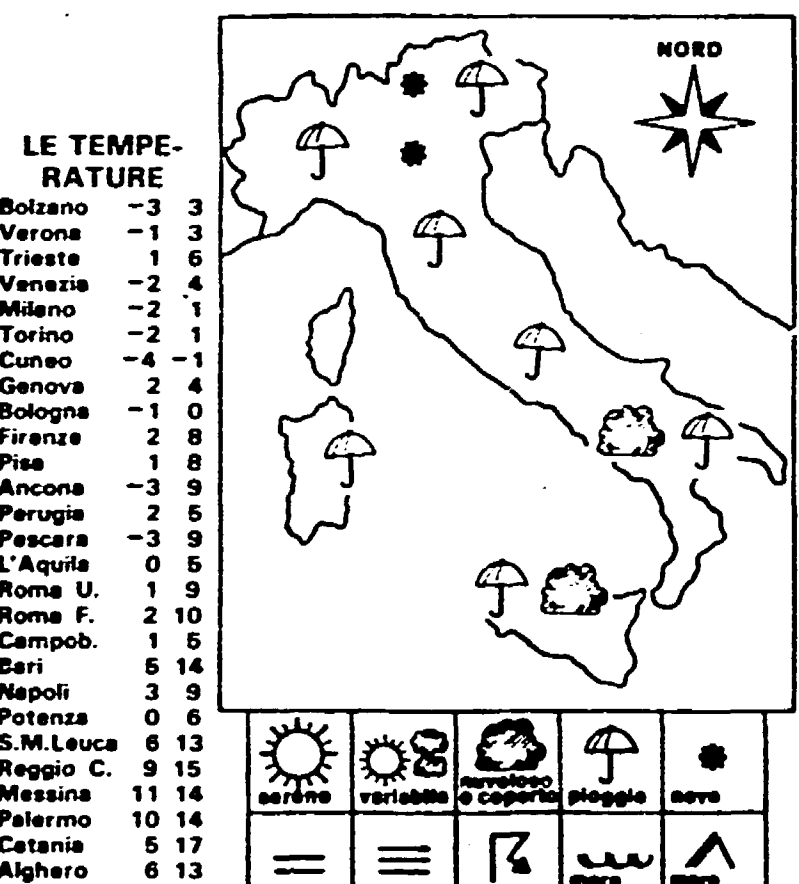 LE TEMPE-
RATURE
Bolzano -3 3
Verona -1 3
Trieste 1 6
Venezia -2 4
Milano -2 1
Torino -2 1
Cuneo -4 -1
Genova 2 4
Bologna -1 0
Firenze 2 8
Pisa 1 8
Ancona -3 9
Perugia 2 5
Pescara -3 9
L'Aquila 0 5
Roma U. 1 9
Roma F. 2 10
Campob. 1 5
Bari 5 14
Napoli 3 9
Potenza 0 6
S.M.Leuca 6 13
Reggio C. 9 15
Messina 11 14
Palermo 10 14
Catania 5 17
Alghero 6 13
NORD
sereno
variabile
nuvoloso
o coperto
pioggia
neve
mare
mare